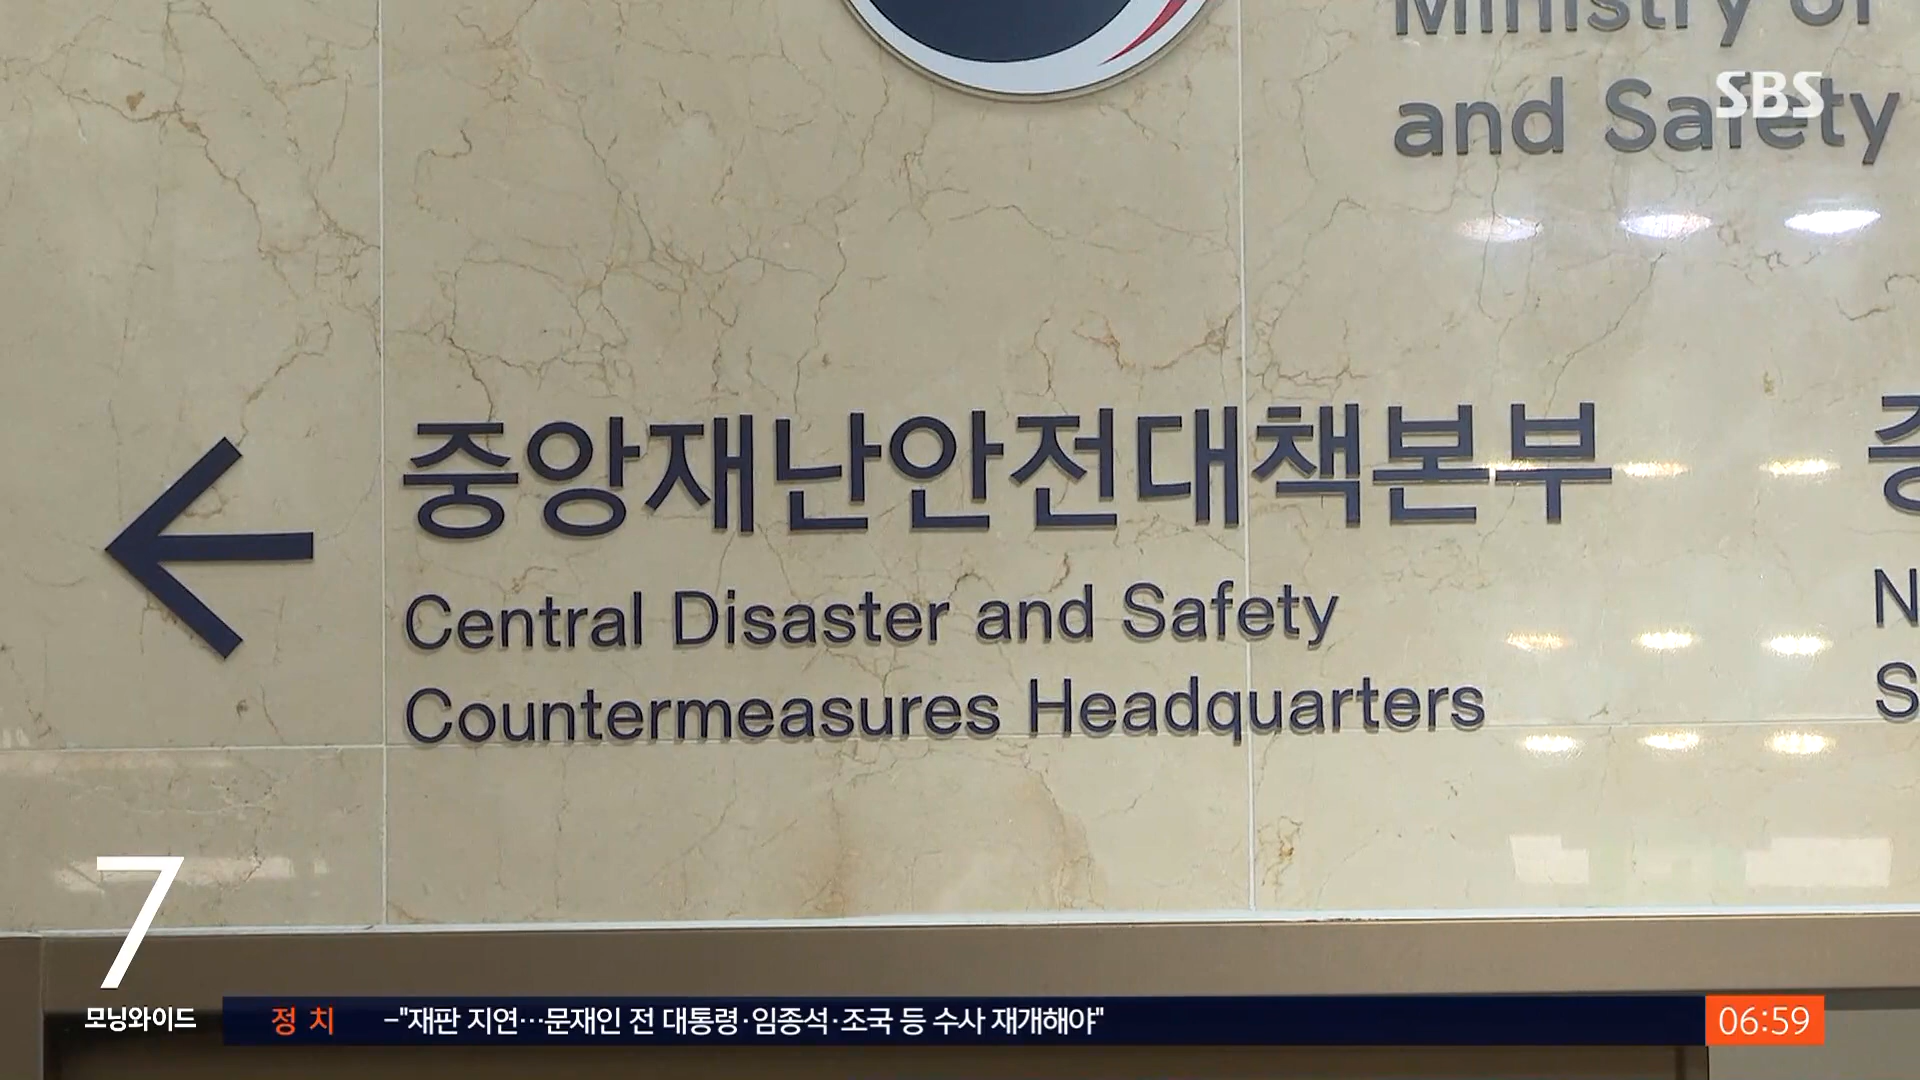 Ministry of
and Safety
SBS
중앙재난안전대책본부
Central Disaster and Safety
Countermeasures Headquarters
7
모닝와이드
정 치
-"재판 지연…문재인 전 대통령·임종석·조국 등 수사 재개해야"
06:59